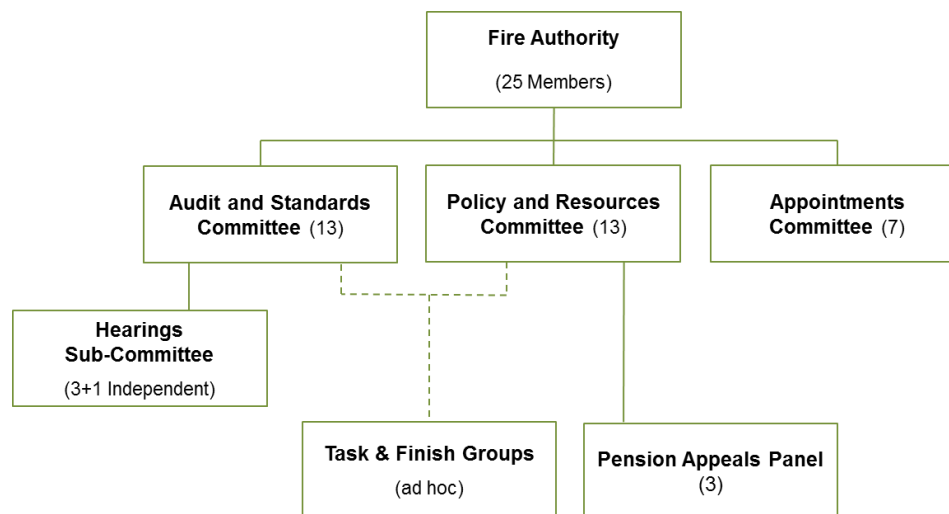 Fire Authority
(25 Members)
Audit and Standards
Committee (13)
Policy and Resources
Committee (13)
Appointments
Committee (7)
Hearings
Sub-Committee
(3+1 Independent)
Task & Finish Groups
(ad hoc)
Pension Appeals Panel
(3)